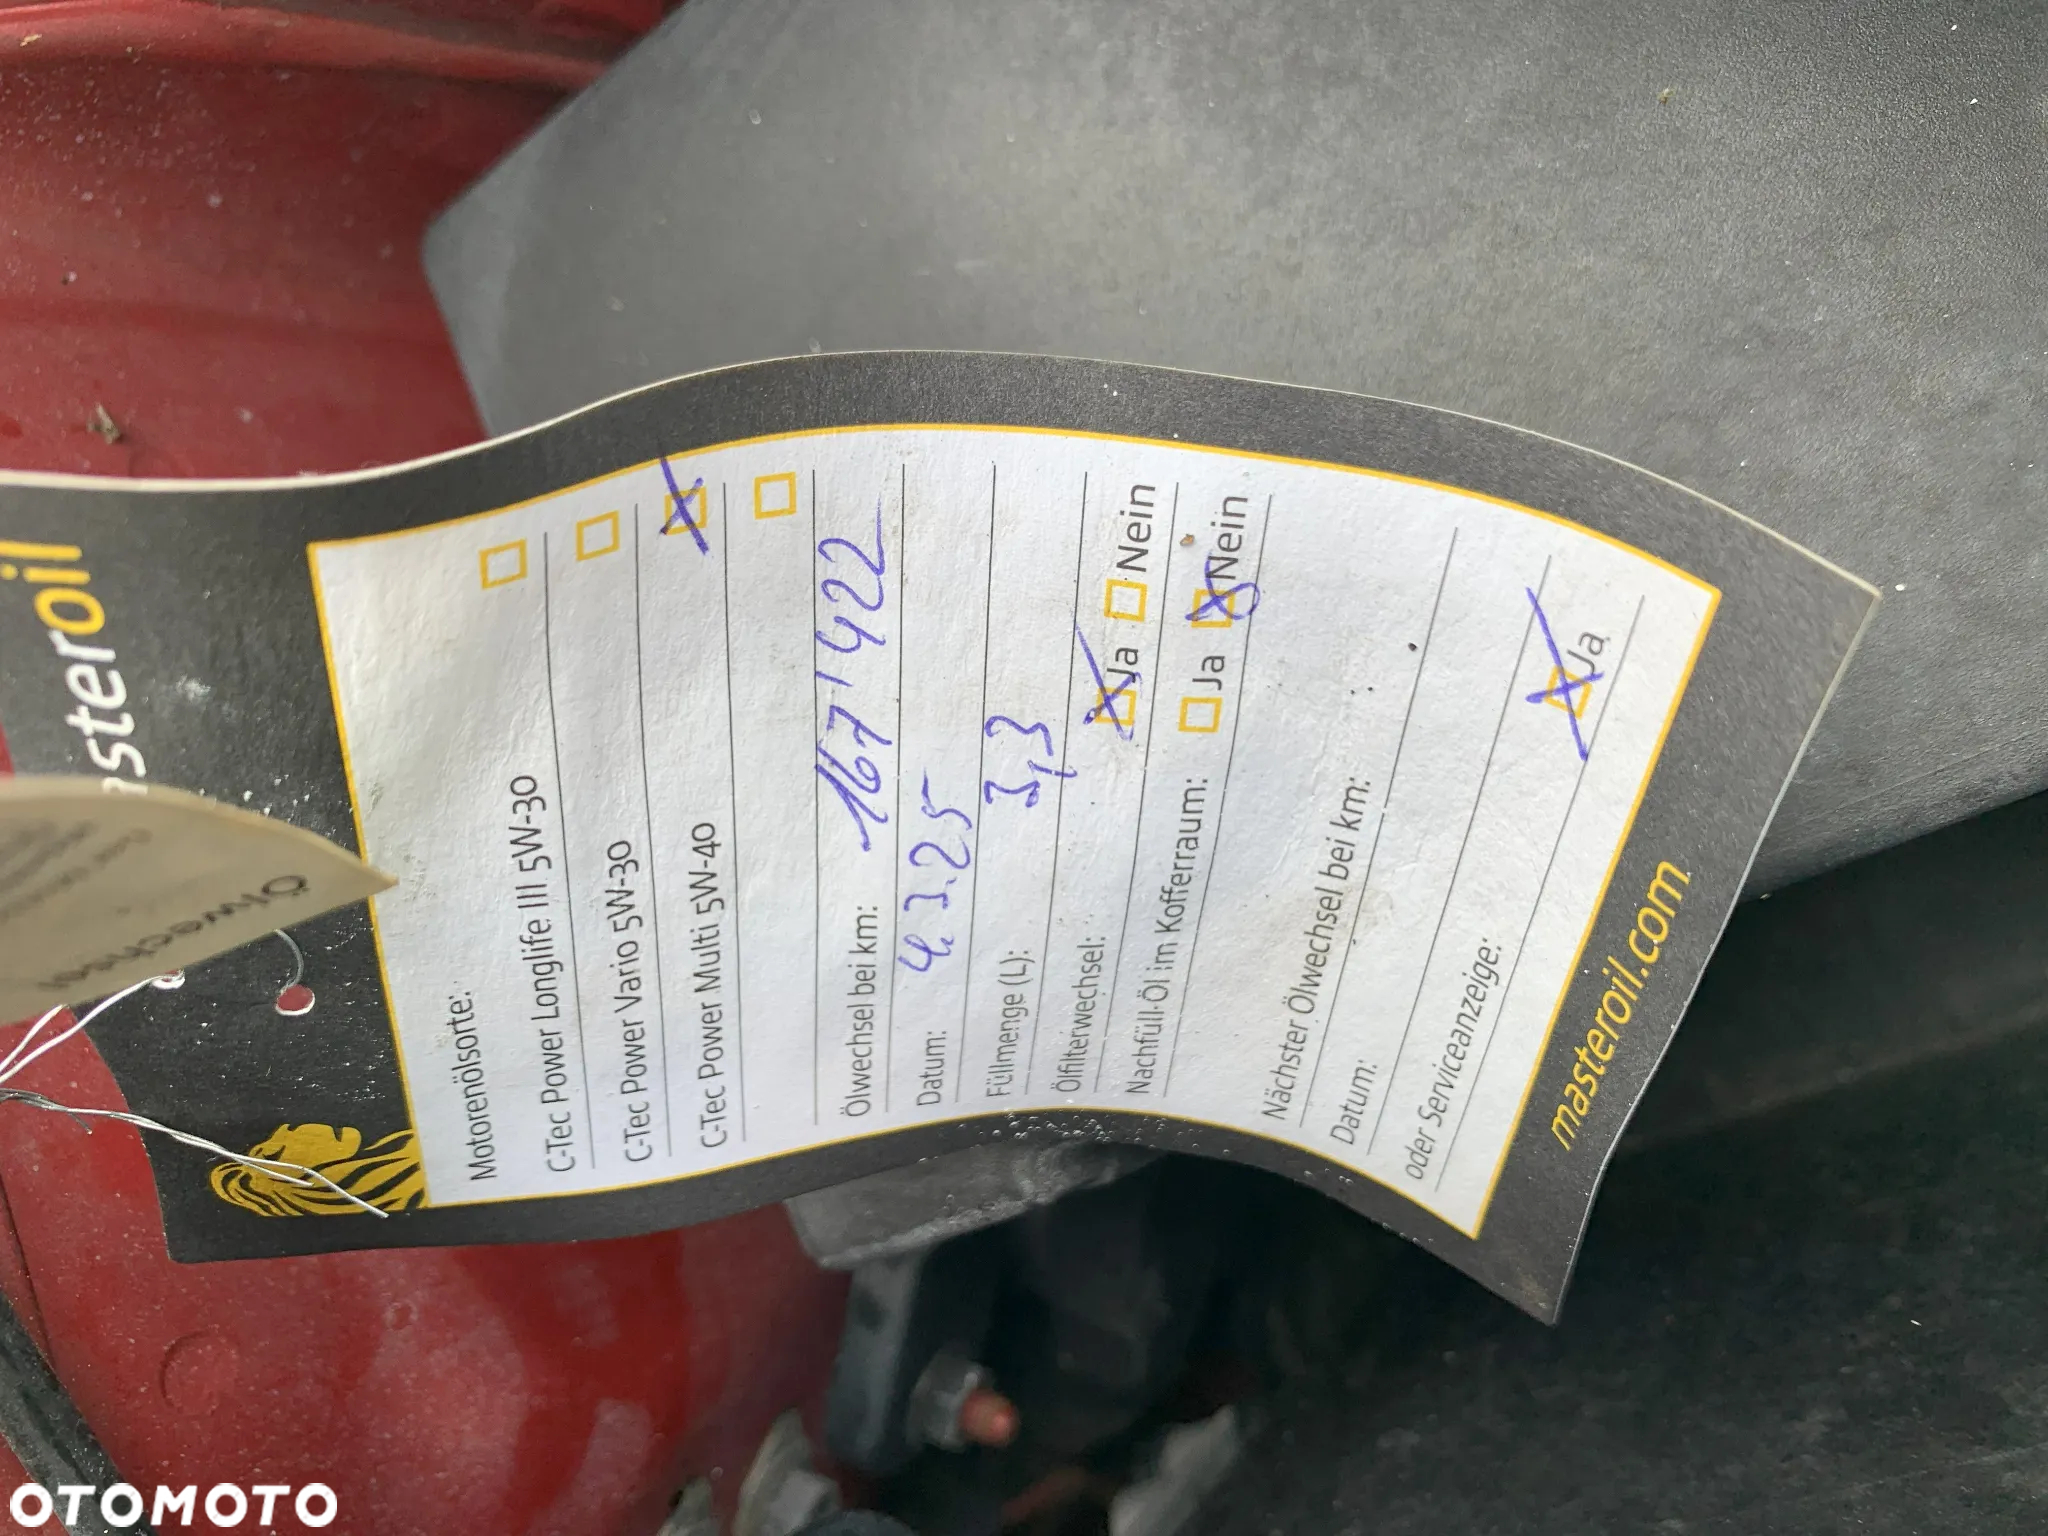 asteroil
Motorenölsorte:
C-Tec Power Longlife III 5W-30
C-Tec Power Vario 5W-30
C-Tec Power Multi 5W-40
Ölwechsel bei km: 167'422
Datum: 4.3.25
Füllmenge (L): 3,3
Ölfilterwechsel: Ja Nein
Nachfüll-Öl im Kofferraum: Ja Nein
Nächster Ölwechsel bei km:
Datum:
oder Serviceanzeige: Ja
masteroil.com
Ölwechsel
OTOMOTO